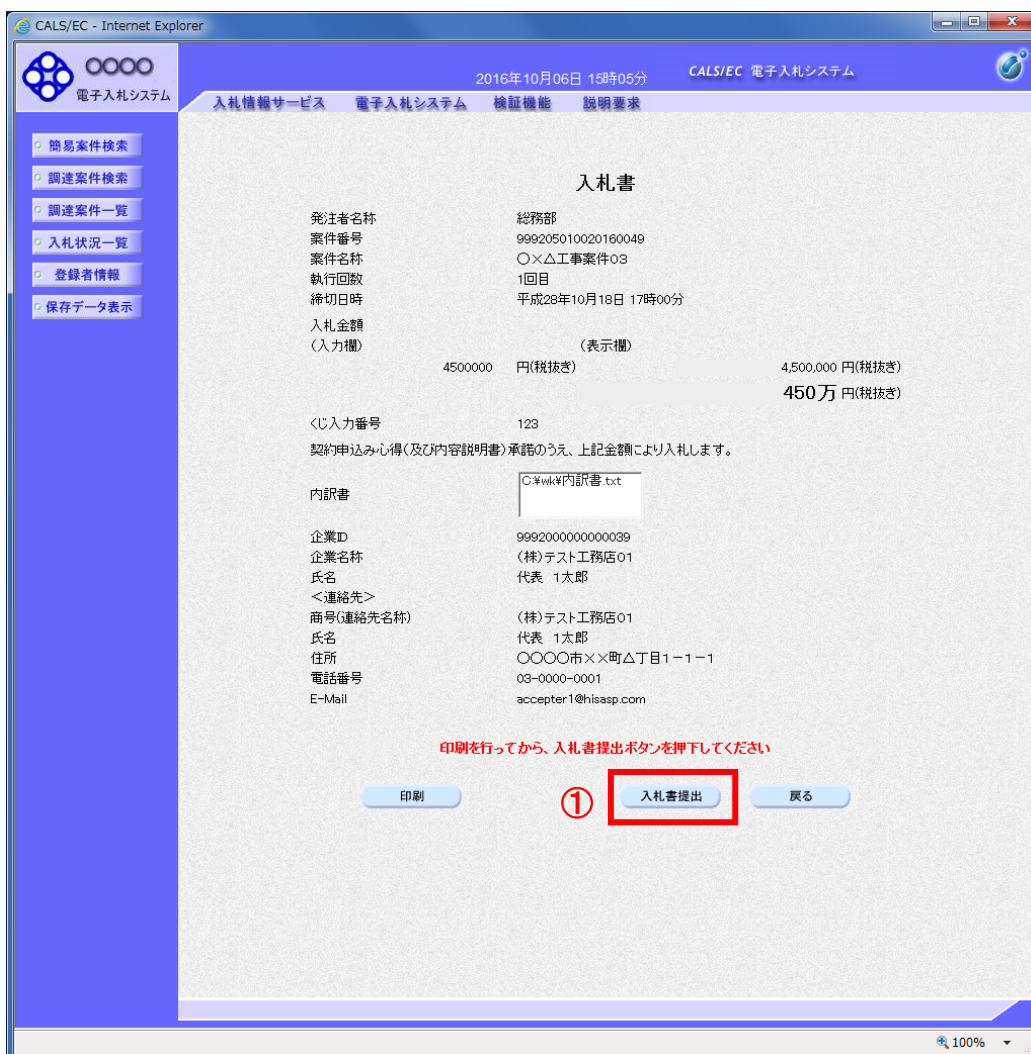 CALS/EC - Internet Explorer
〇〇〇〇
電子入札システム
2016年10月06日 15時05分
CALS/EC 電子入札システム
入札情報サービス 電子入札システム 検証機能 説明要求
簡易案件検索
調達案件検索
調達案件一覧
入札状況一覧
登録者情報
保存データ表示
入札書
発注者名称 総務部
案件番号 999205010020160049
案件名称 〇×△工事案件03
執行回数 1回目
締切日時 平成28年10月18日 17時00分
入札金額
(入力欄) (表示欄)
4500000 円(税抜き) 4,500,000 円(税抜き)
450万 円(税抜き)
くじ入力番号 123
契約申込み心得(及び内容説明書)承諾のうえ、上記金額により入札します。
内訳書 C:¥wk¥内訳書.txt
企業ID 9992000000000039
企業名称 (株)テスト工務店01
氏名 代表 1太郎
<連絡先>
商号(連絡先名称) (株)テスト工務店01
氏名 代表 1太郎
住所 〇〇〇〇市××町△丁目1-1-1
電話番号 03-0000-0001
E-Mail accepter1@hisasp.com
印刷を行ってから、入札書提出ボタンを押下してください
印刷 ① 入札書提出 戻る
100%